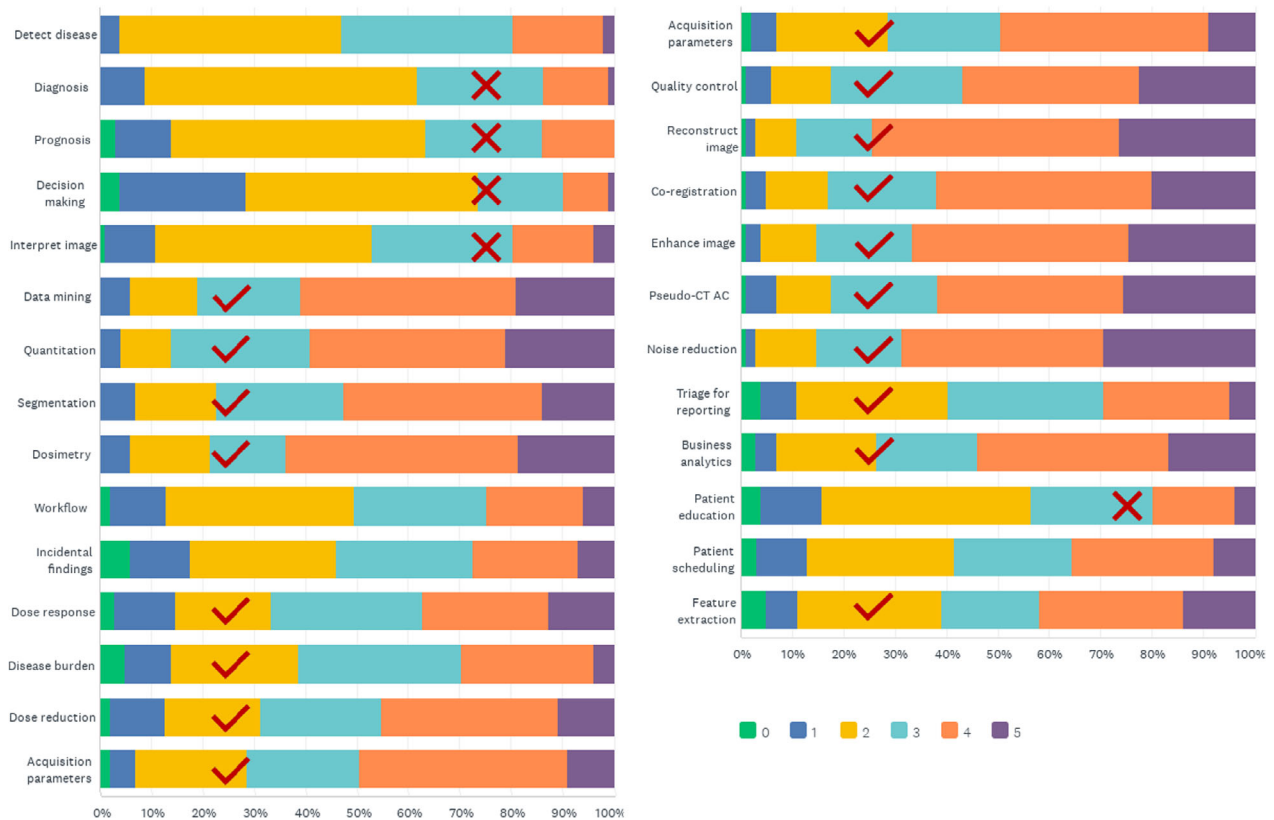 Detect disease
Diagnosis
Prognosis
Decision
making
Interpret image
Data mining
Quantitation
Segmentation
Dosimetry
Workflow
Incidental
findings
Dose response
Disease burden
Dose reduction
Acquisition
parameters
0% 10% 20% 30% 40% 50% 60% 70% 80% 90% 100%
Acquisition
parameters
Quality control
Reconstruct
image
Co-registration
Enhance image
Pseudo-CT AC
Noise reduction
Triage for
reporting
Business
analytics
Patient
education
Patient
scheduling
Feature
extraction
0% 10% 20% 30% 40% 50% 60% 70% 80% 90% 100%
0 1 2 3 4 5